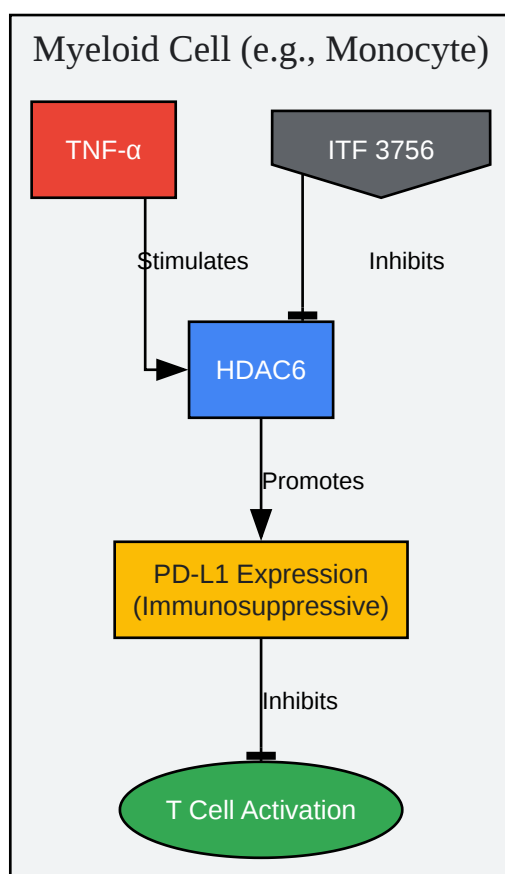 Myeloid Cell (e.g., Monocyte)
TNF-α
ITF 3756
Stimulates
Inhibits
HDAC6
Promotes
PD-L1 Expression
(Immunosuppressive)
Inhibits
T Cell Activation